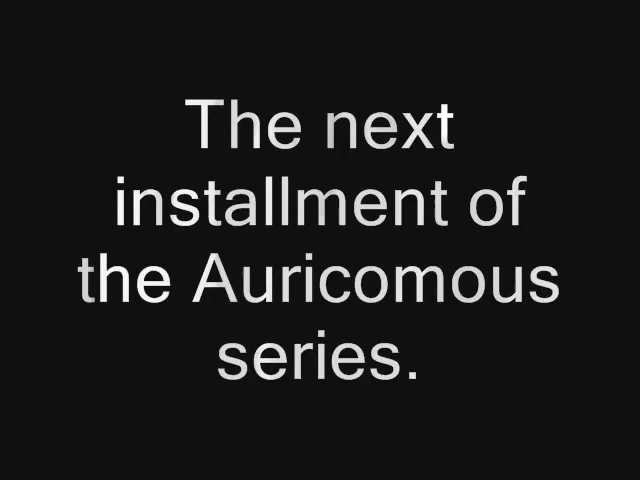 The next
installment of
the Auricomous
series.